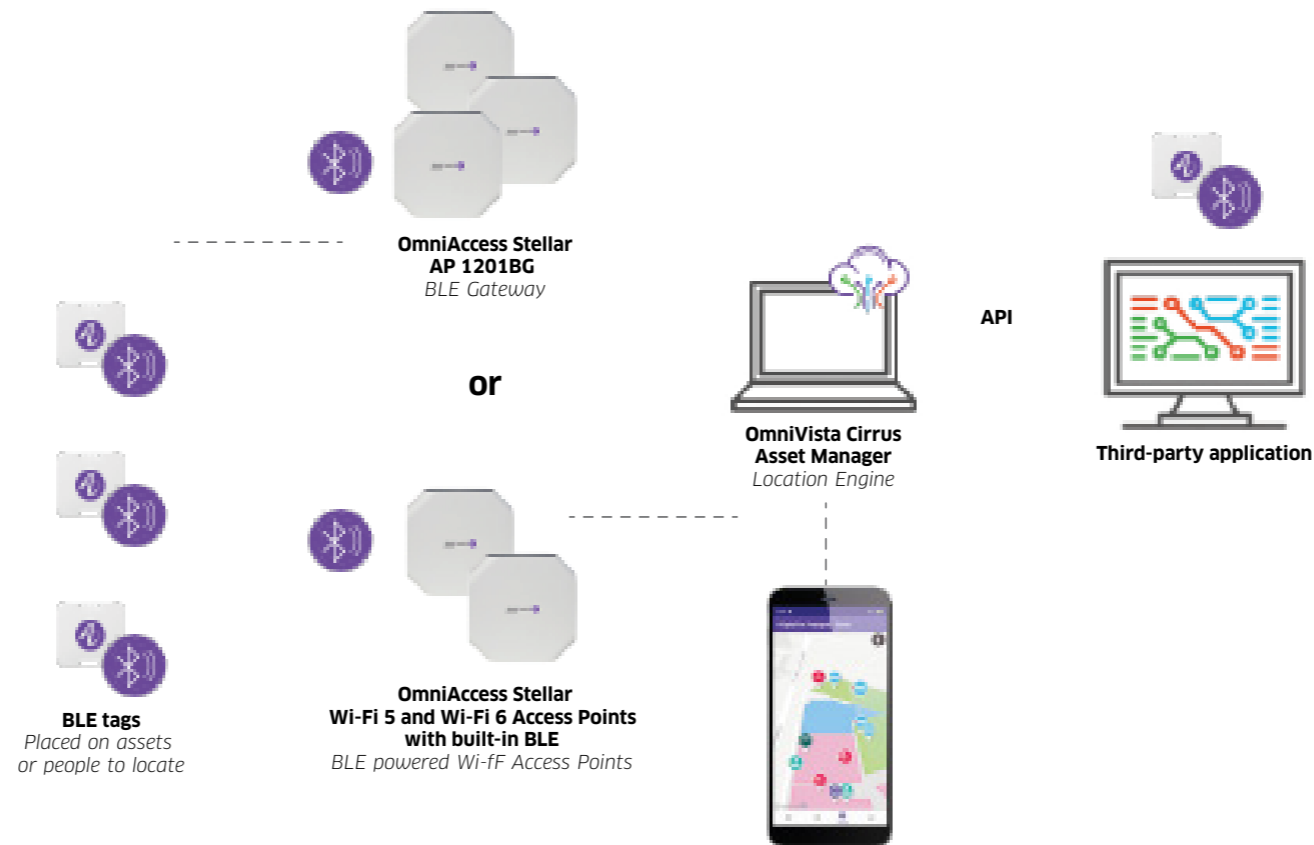 OmniAccess Stellar
AP 1201BG
BLE Gateway
or
API
OmniVista Cirrus
Asset Manager
Location Engine
Third-party application
BLE tags
Placed on assets
or people to locate
OmniAccess Stellar
Wi-Fi 5 and Wi-Fi 6 Access Points
with built-in BLE
BLE powered Wi-fF Access Points